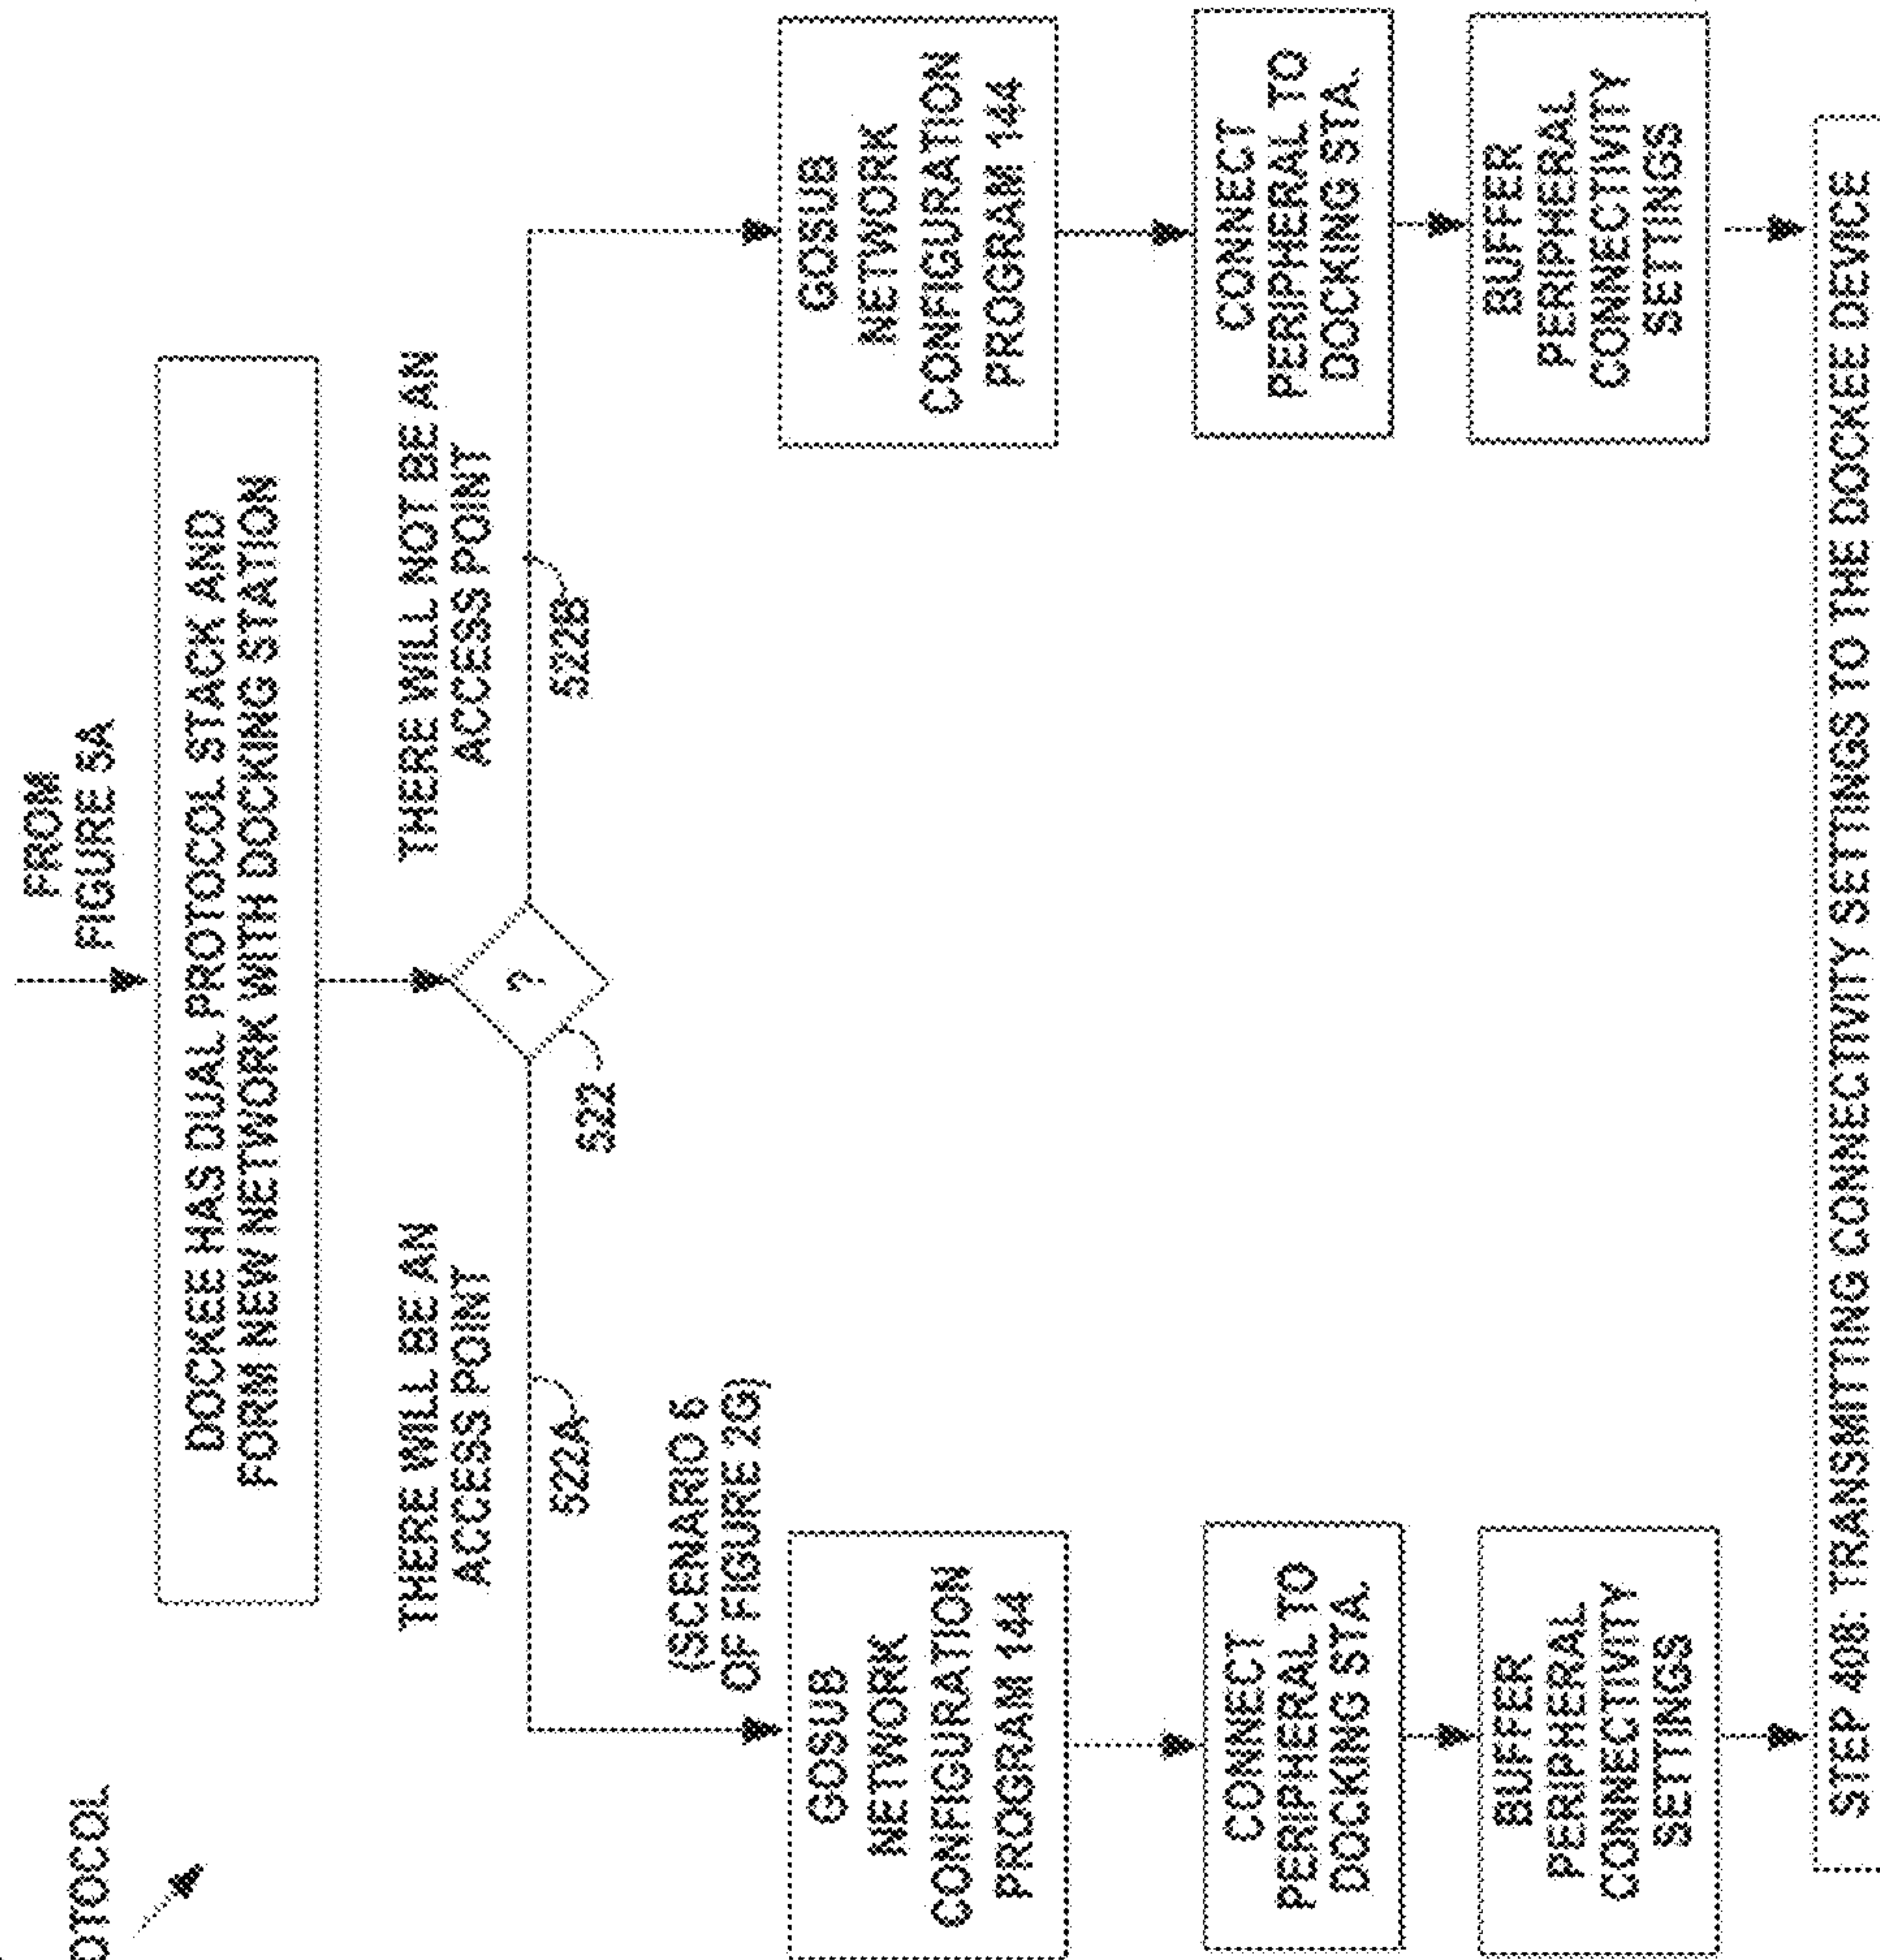 FROM
FIGURE 5A
OTOCOL
DOCKEE HAS DUAL PROTOCOL STACK AND
FORM NEW NETWORK WITH DOCKING STATION
THERE WILL BE AN
ACCESS POINT
THERE WILL NOT BE AN
ACCESS POINT
?
522A
522
522B
(SCENARIO 6
OF FIGURE 2G)
GOSUB
NETWORK
CONFIGURATION
PROGRAM 144
CONNECT
PERIPHERAL TO
DOCKING STA.
BUFFER
PERIPHERAL
CONNECTIVITY
SETTINGS
GOSUB
NETWORK
CONFIGURATION
PROGRAM 144
CONNECT
PERIPHERAL TO
DOCKING STA.
BUFFER
PERIPHERAL
CONNECTIVITY
SETTINGS
STEP 408: TRANSMITTING CONNECTIVITY SETTINGS TO THE DOCKEE DEVICE